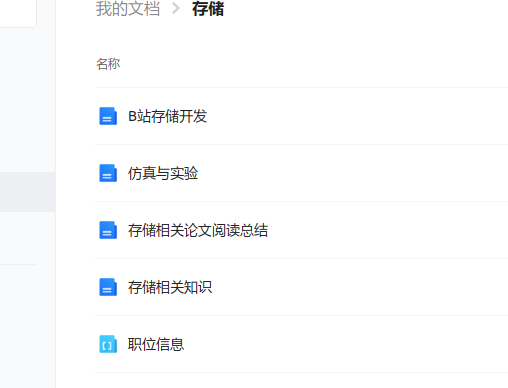 我的文档 > 存储
名称
B站存储开发
仿真与实验
存储相关论文阅读总结
存储相关知识
职位信息